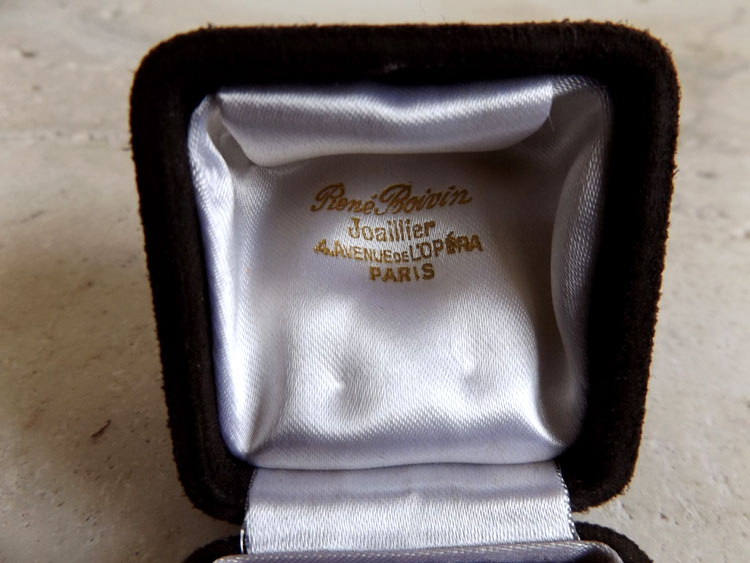 René Boivin
Joaillier
4, AVENUE DE L'OPÉRA
PARIS